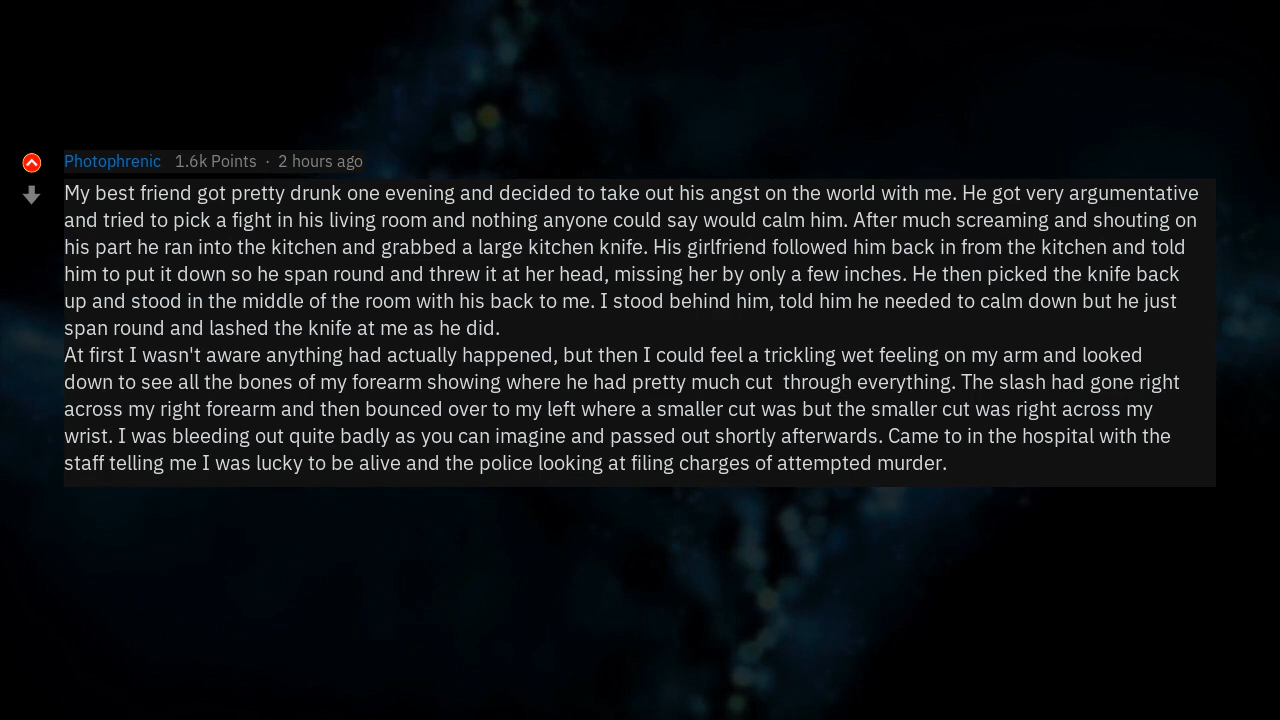 Photophrenic 1.6k Points · 2 hours ago
My best friend got pretty drunk one evening and decided to take out his angst on the world with me. He got very argumentative
and tried to pick a fight in his living room and nothing anyone could say would calm him. After much screaming and shouting on
his part he ran into the kitchen and grabbed a large kitchen knife. His girlfriend followed him back in from the kitchen and told
him to put it down so he span round and threw it at her head, missing her by only a few inches. He then picked the knife back
up and stood in the middle of the room with his back to me. I stood behind him, told him he needed to calm down but he just
span round and lashed the knife at me as he did.
At first I wasn't aware anything had actually happened, but then I could feel a trickling wet feeling on my arm and looked
down to see all the bones of my forearm showing where he had pretty much cut  through everything. The slash had gone right
across my right forearm and then bounced over to my left where a smaller cut was but the smaller cut was right across my
wrist. I was bleeding out quite badly as you can imagine and passed out shortly afterwards. Came to in the hospital with the
staff telling me I was lucky to be alive and the police looking at filing charges of attempted murder.